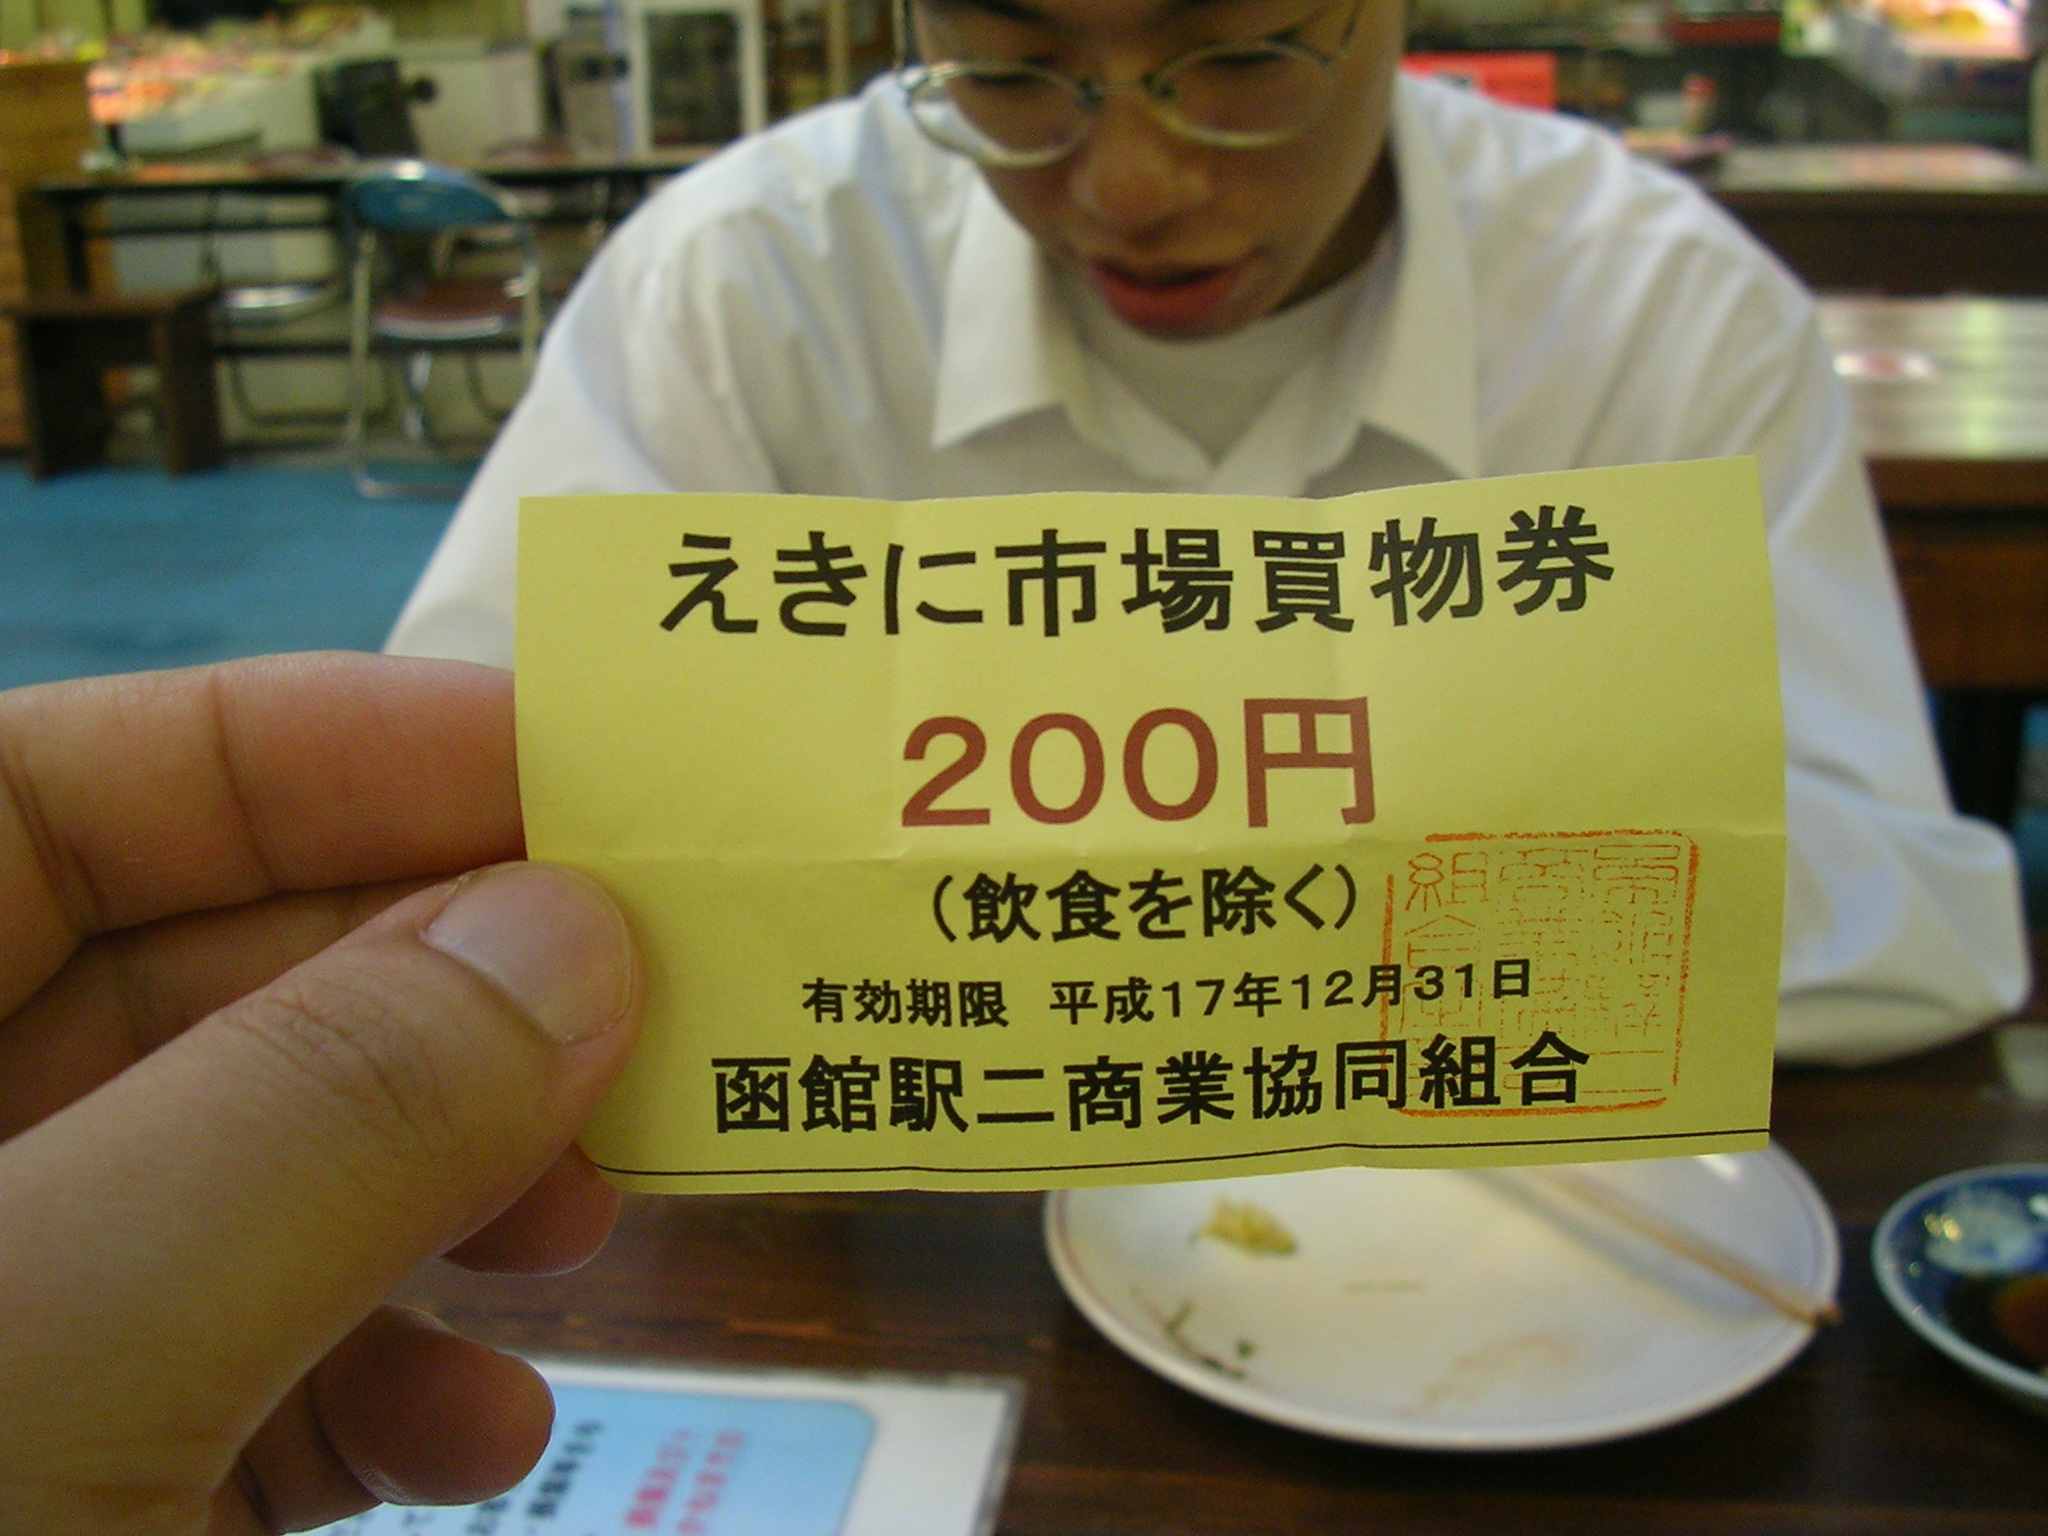 えきに市場買物券
200円
(飲食を除く)
有効期限 平成17年12月31日
函館駅二商業協同組合